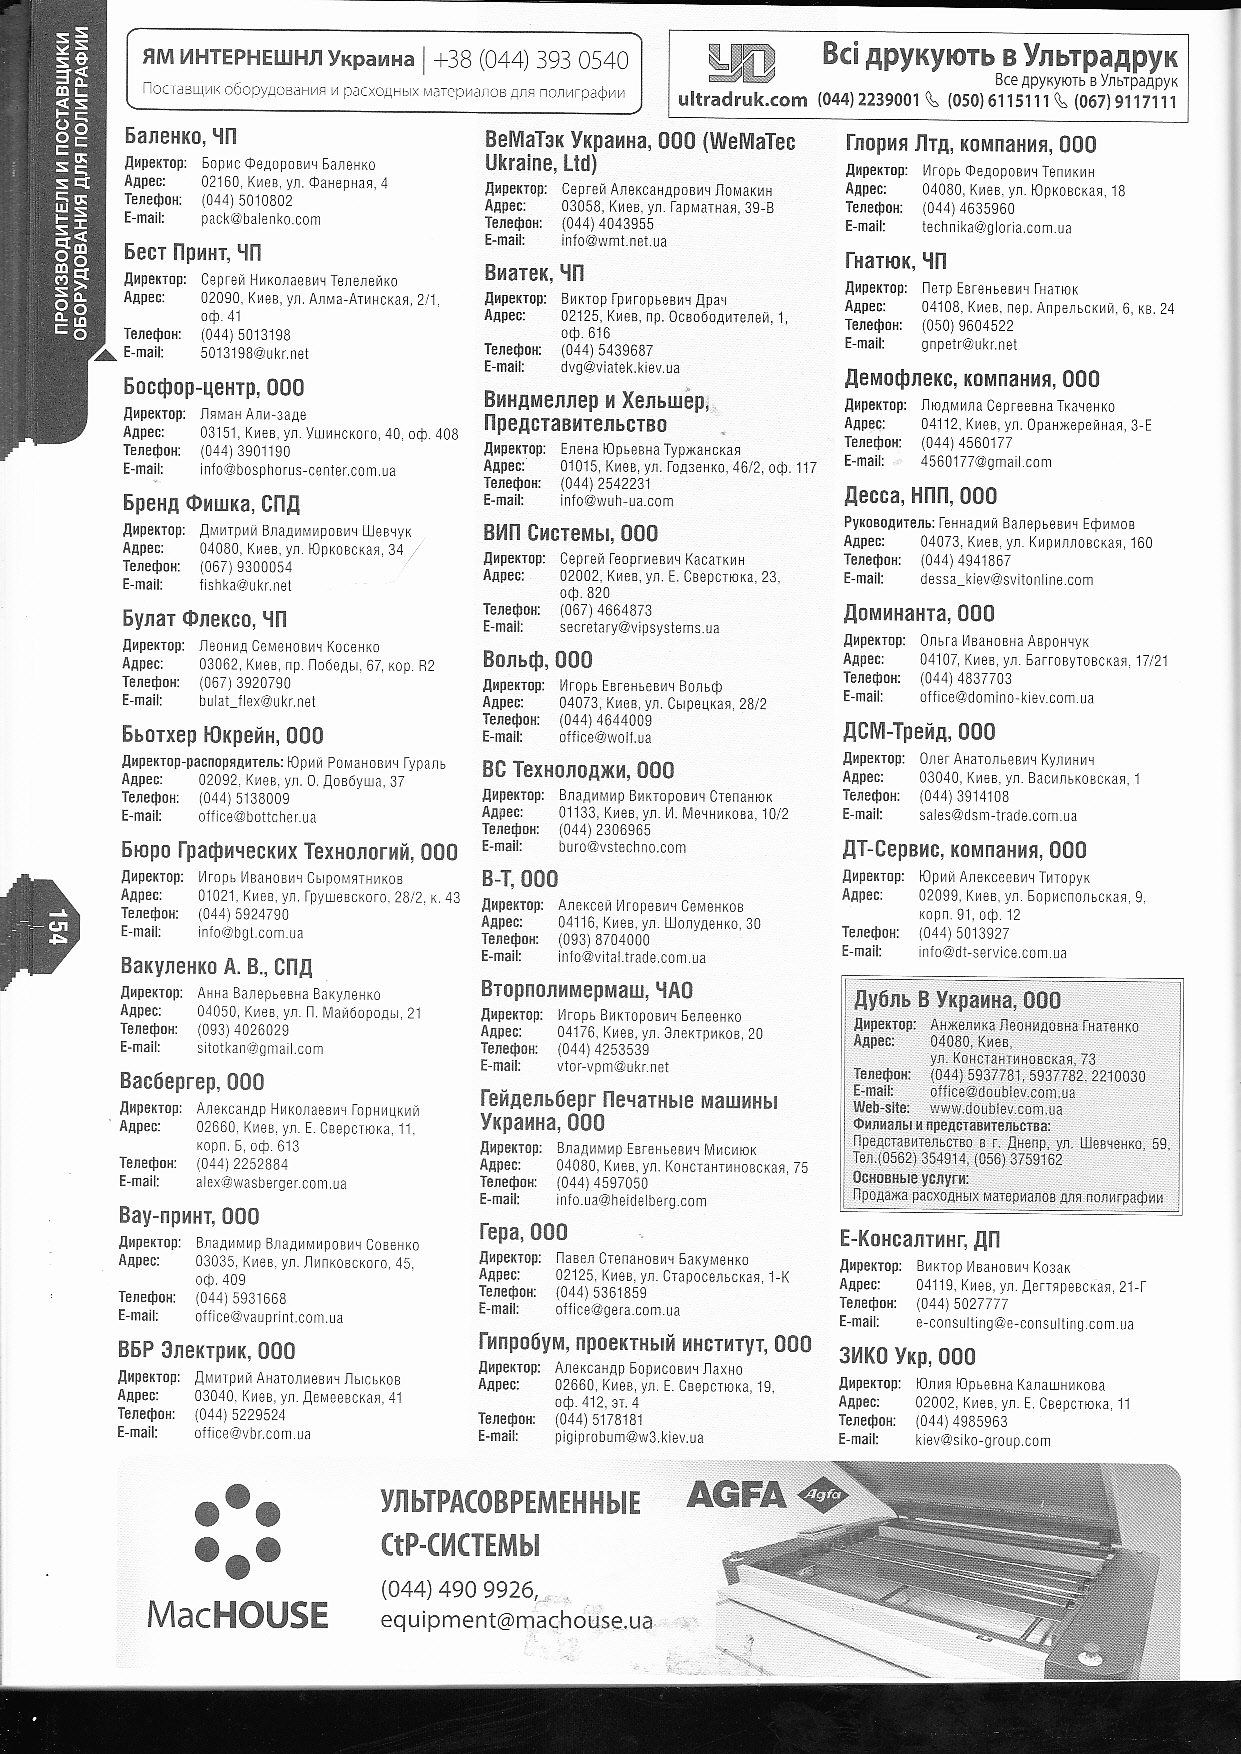 ПРОИЗВОДИТЕЛИ И ПОСТАВЩИКИ
ОБОРУДОВАНИЯ ДЛЯ ПОЛИГРАФИИ
154
ЯМ ИНТЕРНЕШНЛ Украина | +38 (044) 393 0540
Поставщик оборудования и расходных материалов для полиграфии
УД
Всі друкують в Ультрадрук
Все друкують в Ультрадрук
ultradruk.com (044) 2239001 (050) 6115111 (067) 9117111
Баленко, ЧП
Директор: Борис Федорович Баленко
Адрес: 02160, Киев, ул. Фанерная, 4
Телефон: (044) 5010802
E-mail: pack@balenko.com
Бест Принт, ЧП
Директор: Сергей Николаевич Телелейко
Адрес: 02090, Киев, ул. Алма-Атинская, 2/1,
оф. 41
Телефон: (044) 5013198
E-mail: 5013198@ukr.net
Босфор-центр, ООО
Директор: Ляман Али-заде
Адрес: 03151, Киев, ул. Ушинского, 40, оф. 408
Телефон: (044) 3901190
E-mail: info@bosphorus-center.com.ua
Бренд Фишка, СПД
Директор: Дмитрий Владимирович Шевчук
Адрес: 04080, Киев, ул. Юрковская, 34
Телефон: (067) 9300054
E-mail: fishka@ukr.net
Булат Флексо, ЧП
Директор: Леонид Семенович Косенко
Адрес: 03062, Киев, пр. Победы, 67, кор. R2
Телефон: (067) 3920790
E-mail: bulat_flex@ukr.net
Бьотхер Юкрейн, ООО
Директор-распорядитель: Юрий Романович Гураль
Адрес: 02092, Киев, ул. О. Довбуша, 37
Телефон: (044) 5138009
E-mail: office@bottcher.ua
Бюро Графических Технологий, ООО
Директор: Игорь Иванович Сыромятников
Адрес: 01021, Киев, ул. Грушевского, 28/2, к. 43
Телефон: (044) 5924790
E-mail: info@bgt.com.ua
Вакуленко А. В., СПД
Директор: Анна Валерьевна Вакуленко
Адрес: 04050, Киев, ул. П. Майбороды, 21
Телефон: (093) 4026029
E-mail: sitotkan@gmail.com
Васбергер, ООО
Директор: Александр Николаевич Горницкий
Адрес: 02660, Киев, ул. Е. Сверстюка, 11,
корп. Б, оф. 613
Телефон: (044) 2252884
E-mail: alex@wasberger.com.ua
Вау-принт, ООО
Директор: Владимир Владимирович Совенко
Адрес: 03035, Киев, ул. Липковского, 45,
оф. 409
Телефон: (044) 5931668
E-mail: office@vauprint.com.ua
ВБР Электрик, ООО
Директор: Дмитрий Анатолиевич Лыськов
Адрес: 03040, Киев, ул. Демеевская, 41
Телефон: (044) 5229524
E-mail: office@vbr.com.ua
ВеМаТэк Украина, ООО (WeMaTec
Ukraine, Ltd)
Директор: Сергей Александрович Ломакин
Адрес: 03058, Киев, ул. Гарматная, 39-В
Телефон: (044) 4043955
E-mail: info@wmt.net.ua
Виатек, ЧП
Директор: Виктор Григорьевич Драч
Адрес: 02125, Киев, пр. Освободителей, 1,
оф. 616
Телефон: (044) 5439687
E-mail: dvg@viatek.kiev.ua
Виндмеллер и Хельшер,
Представительство
Директор: Елена Юрьевна Туржанская
Адрес: 01015, Киев, ул. Годзенко, 46/2, оф. 117
Телефон: (044) 2542231
E-mail: info@wuh-ua.com
ВИП Системы, ООО
Директор: Сергей Георгиевич Касаткин
Адрес: 02002, Киев, ул. Е. Сверстюка, 23,
оф. 820
Телефон: (067) 4664873
E-mail: secretary@vipsystems.ua
Вольф, ООО
Директор: Игорь Евгеньевич Вольф
Адрес: 04073, Киев, ул. Сырецкая, 28/2
Телефон: (044) 4644009
E-mail: office@wolf.ua
ВС Технолоджи, ООО
Директор: Владимир Викторович Степанюк
Адрес: 01133, Киев, ул. И. Мечникова, 10/2
Телефон: (044) 2306965
E-mail: buro@vstechno.com
В-Т, ООО
Директор: Алексей Игоревич Семенков
Адрес: 04116, Киев, ул. Шолуденко, 30
Телефон: (093) 8704000
E-mail: info@vital.trade.com.ua
Вторполимермаш, ЧАО
Директор: Игорь Викторович Белеенко
Адрес: 04176, Киев, ул. Электриков, 20
Телефон: (044) 4253539
E-mail: vtor-vpm@ukr.net
Гейдельберг Печатные машины
Украина, ООО
Директор: Владимир Евгеньевич Мисиюк
Адрес: 04080, Киев, ул. Константиновская, 75
Телефон: (044) 4597050
E-mail: info.ua@heidelberg.com
Гера, ООО
Директор: Павел Степанович Бакуменко
Адрес: 02125, Киев, ул. Старосельская, 1-К
Телефон: (044) 5361859
E-mail: office@gera.com.ua
Гипробум, проектный институт, ООО
Директор: Александр Борисович Лахно
Адрес: 02660, Киев, ул. Е. Сверстюка, 19,
оф. 412, эт. 4
Телефон: (044) 5178181
E-mail: pigiprobum@w3.kiev.ua
Глория Лтд, компания, ООО
Директор: Игорь Федорович Тепикин
Адрес: 04080, Киев, ул. Юрковская, 18
Телефон: (044) 4635960
E-mail: technika@gloria.com.ua
Гнатюк, ЧП
Директор: Петр Евгеньевич Гнатюк
Адрес: 04108, Киев, пер. Апрельский, 6, кв. 24
Телефон: (050) 9604522
E-mail: gnpetr@ukr.net
Демофлекс, компания, ООО
Директор: Людмила Сергеевна Ткаченко
Адрес: 04112, Киев, ул. Оранжерейная, 3-Е
Телефон: (044) 4560177
E-mail: 4560177@gmail.com
Десса, НПП, ООО
Руководитель: Геннадий Валерьевич Ефимов
Адрес: 04073, Киев, ул. Кирилловская, 160
Телефон: (044) 4941867
E-mail: dessa_kiev@svitonline.com
Доминанта, ООО
Директор: Ольга Ивановна Аврончук
Адрес: 04107, Киев, ул. Багговутовская, 17/21
Телефон: (044) 4837703
E-mail: office@domino-kiev.com.ua
ДСМ-Трейд, ООО
Директор: Олег Анатольевич Кулинич
Адрес: 03040, Киев, ул. Васильковская, 1
Телефон: (044) 3914108
E-mail: sales@dsm-trade.com.ua
ДТ-Сервис, компания, ООО
Директор: Юрий Алексеевич Титорук
Адрес: 02099, Киев, ул. Бориспольская, 9,
корп. 91, оф. 12
Телефон: (044) 5013927
E-mail: info@dt-service.com.ua
Дубль В Украина, ООО
Директор: Анжелика Леонидовна Гнатенко
Адрес: 04080, Киев,
ул. Константиновская, 73
Телефон: (044) 5937781, 5937782, 2210030
E-mail: office@doublev.com.ua
Web-site: www.doublev.com.ua
Филиалы и представительства:
Представительство в г. Днепр, ул. Шевченко, 59,
Тел.(0562) 354914, (056) 3759162
Основные услуги:
Продажа расходных материалов для полиграфии
Е-Консалтинг, ДП
Директор: Виктор Иванович Козак
Адрес: 04119, Киев, ул. Дегтяревская, 21-Г
Телефон: (044) 5027777
E-mail: e-consulting@e-consulting.com.ua
ЗИКО Укр, ООО
Директор: Юлия Юрьевна Калашникова
Адрес: 02002, Киев, ул. Е. Сверстюка, 11
Телефон: (044) 4985963
E-mail: kiev@siko-group.com
MacHOUSE
УЛЬТРАСОВРЕМЕННЫЕ
CtP-СИСТЕМЫ
(044) 490 9926,
equipment@machouse.ua
AGFA Agfa